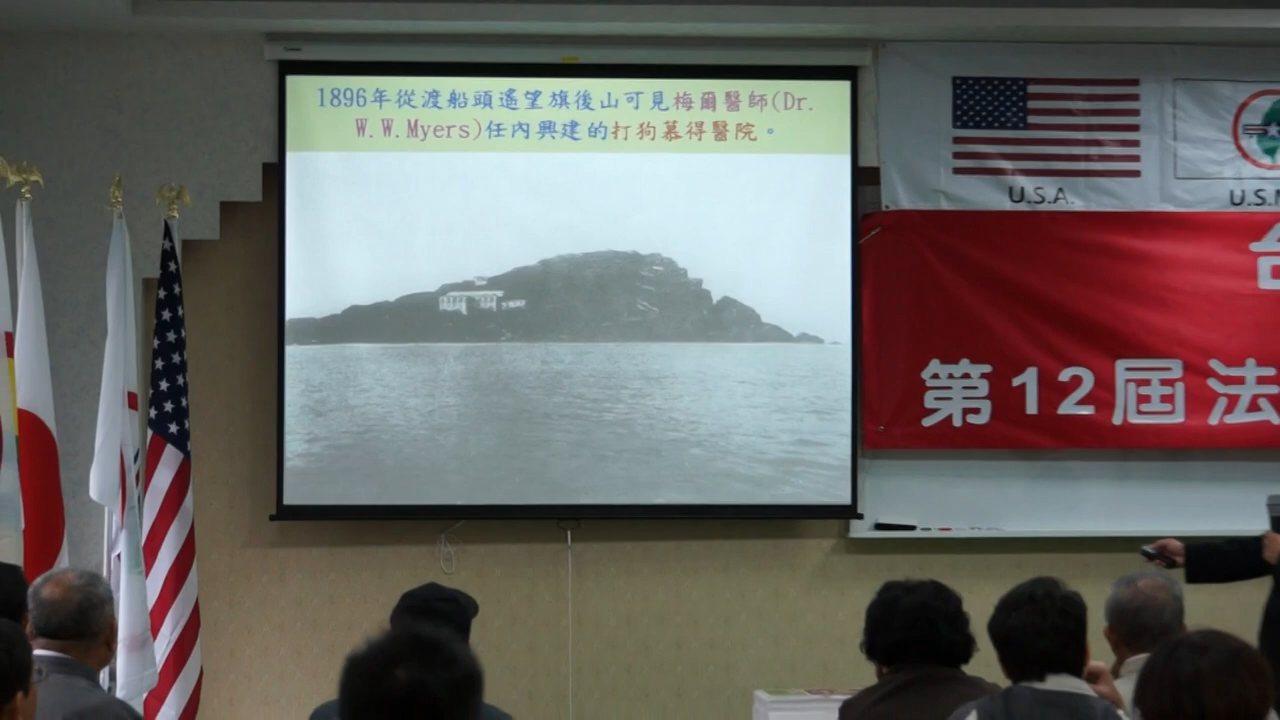 1896年從渡船頭遙望旗後山可見梅爾醫師(Dr.
W.W.Myers)任內興建的打狗慕得醫院。
U.S.A.
U.S.
台
第12屆法